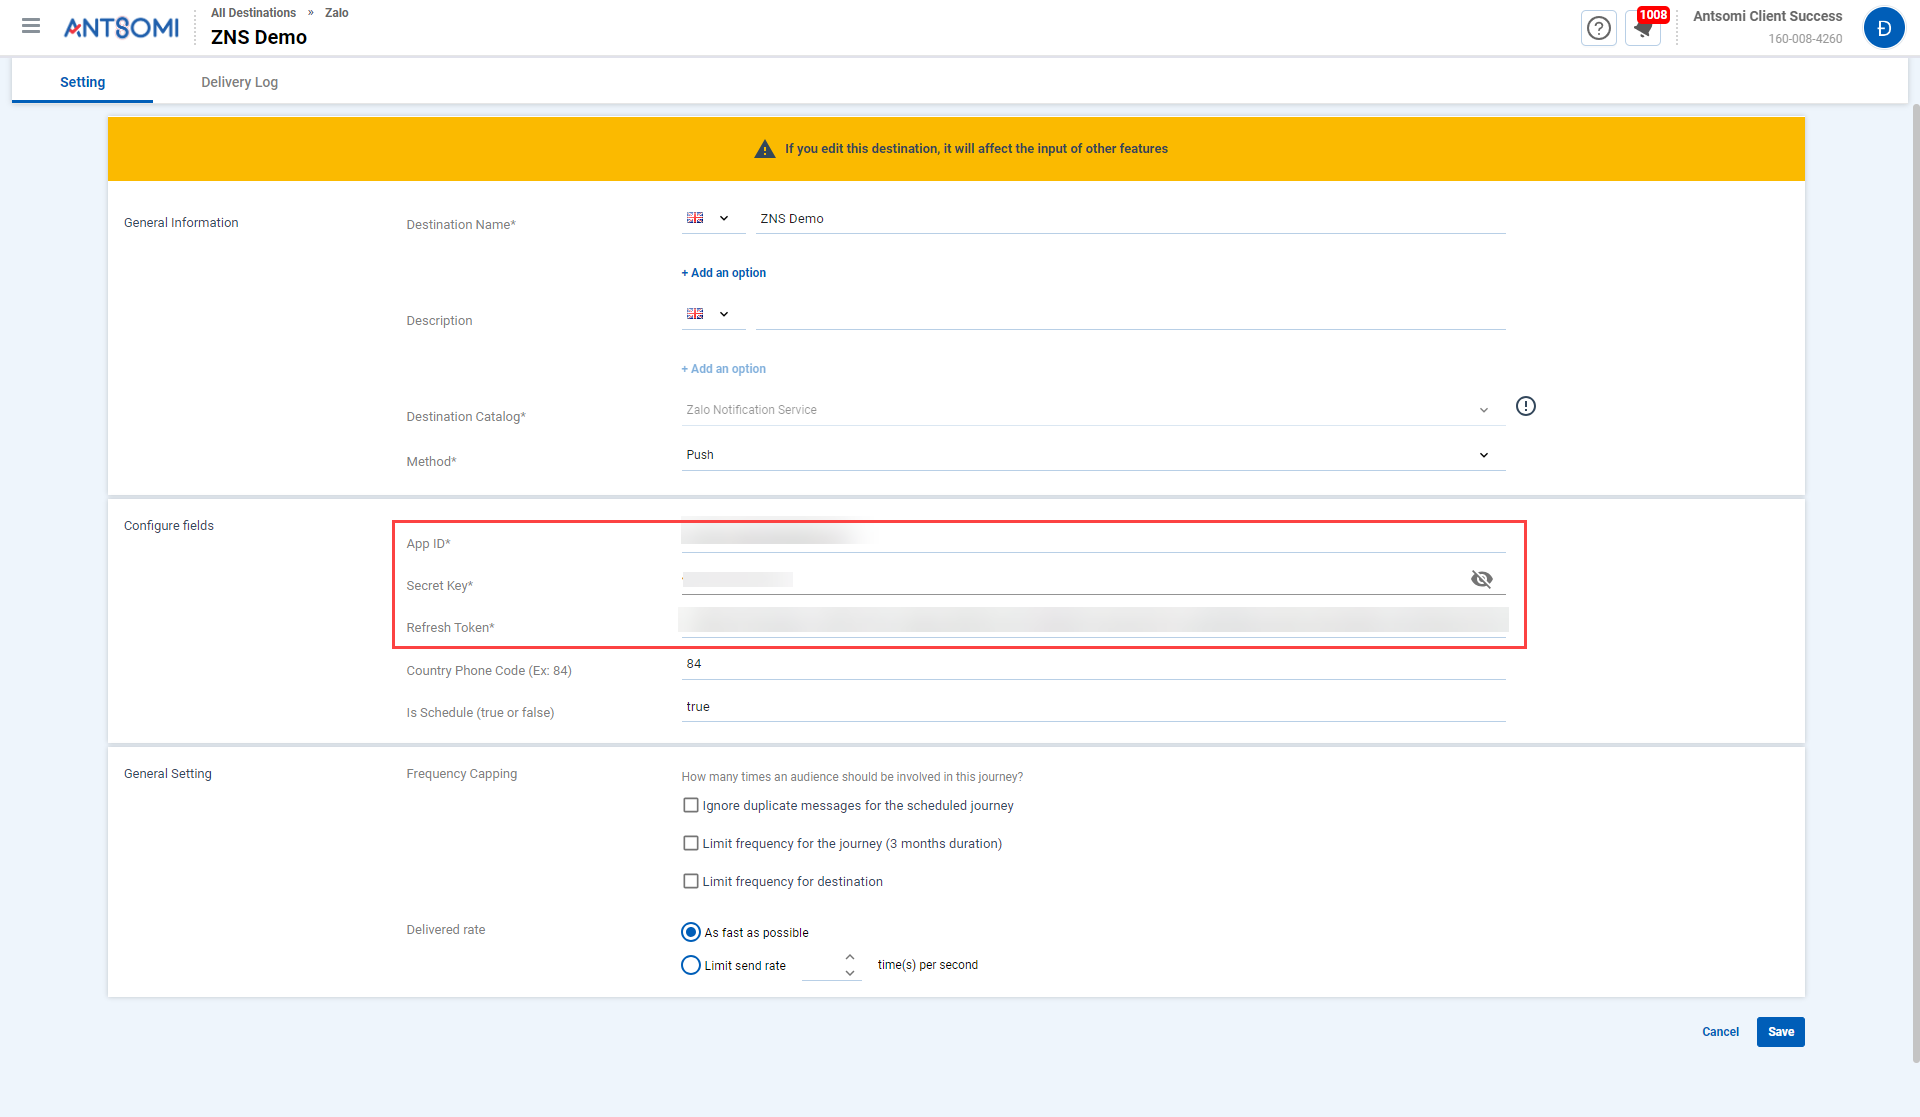 ANTSOMI
All Destinations » Zalo
ZNS Demo
1008
Antsomi Client Success
160-008-4260
Đ
Setting
Delivery Log
If you edit this destination, it will affect the input of other features
General Information
Destination Name*
ZNS Demo
+ Add an option
Description
+ Add an option
Destination Catalog*
Zalo Notification Service
Method*
Push
Configure fields
App ID*
Secret Key*
Refresh Token*
Country Phone Code (Ex: 84)
84
Is Schedule (true or false)
true
General Setting
Frequency Capping
How many times an audience should be involved in this journey?
Ignore duplicate messages for the scheduled journey
Limit frequency for the journey (3 months duration)
Limit frequency for destination
Delivered rate
As fast as possible
Limit send rate
time(s) per second
Cancel
Save